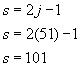 s = 2j − 1
s = 2(51) − 1
s = 101